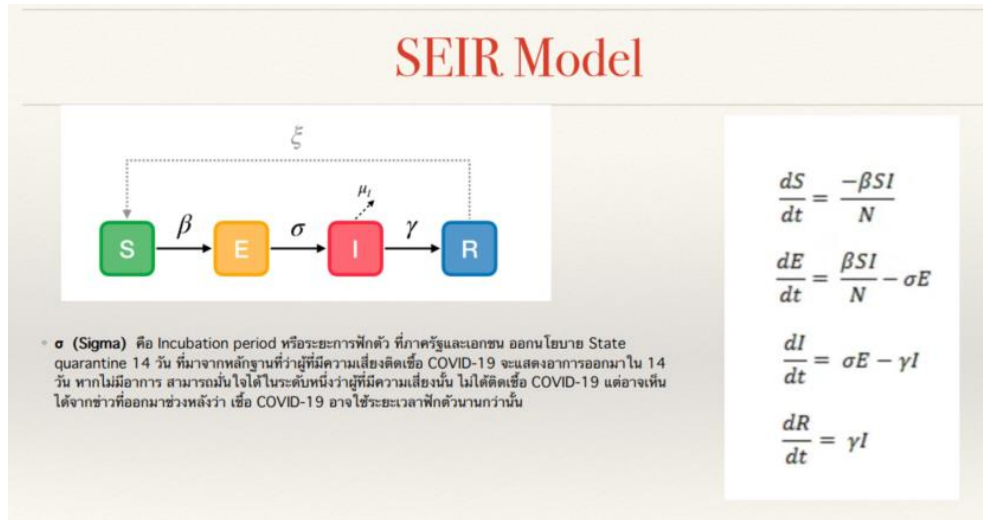 SEIR Model
ξ
μI
β σ γ
S E I R
dS/dt = -βSI/N
dE/dt = βSI/N - σE
dI/dt = σE - γI
dR/dt = γI
σ (Sigma) คือ Incubation period หรือระยะการฟักตัว ที่ภาครัฐและเอกชน ออกนโยบาย State
quarantine 14 วัน ที่มาจากหลักฐานที่ว่าผู้ที่มีความเสี่ยงติดเชื้อ COVID-19 จะแสดงอาการออกมาใน 14
วัน หากไม่มีอาการ สามารถมั่นใจได้ในระดับหนึ่งว่าผู้ที่มีความเสี่ยงนั้น ไม่ได้ติดเชื้อ COVID-19 แต่อาจเห็น
ได้จากข่าวที่ออกมาช่วงหลังว่า เชื้อ COVID-19 อาจใช้ระยะเวลาฟักตัวนานกว่านั้น